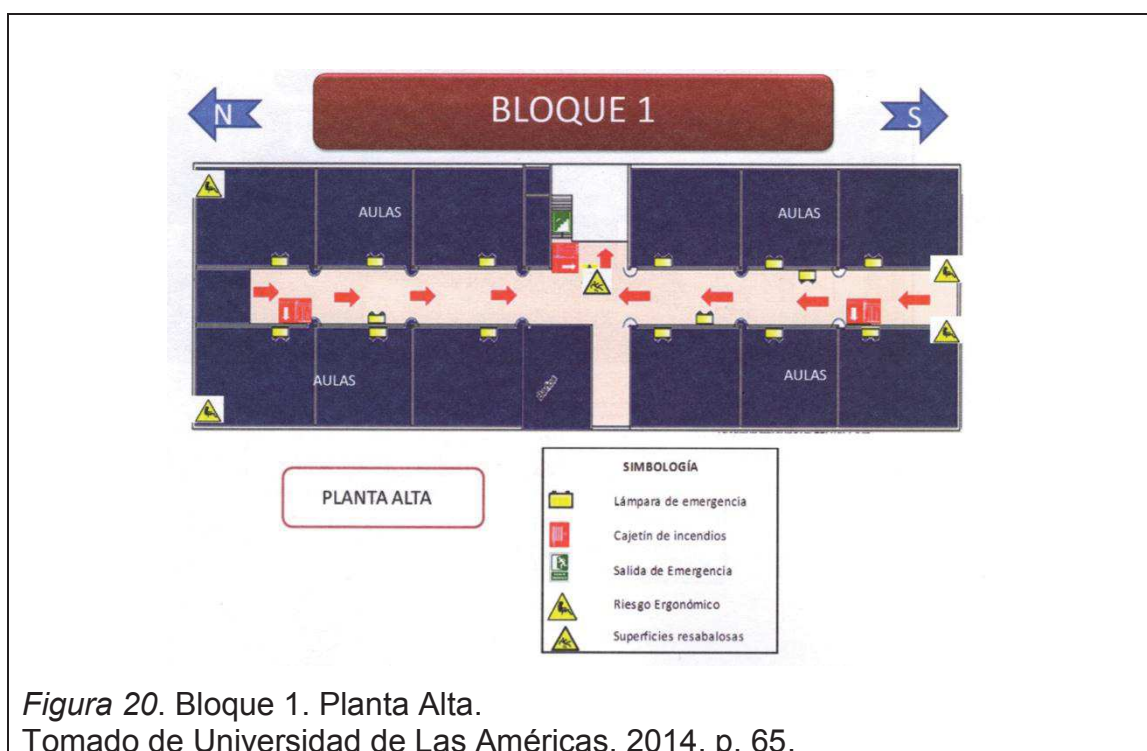 BLOQUE 1
N
S
AULAS
AULAS
AULAS
AULAS
PLANTA ALTA
SIMBOLOGÍA
Lámpara de emergencia
Cajetín de incendios
Salida de Emergencia
Riesgo Ergonómico
Superficies resabalosas
Figura 20. Bloque 1. Planta Alta.
Tomado de Universidad de Las Américas, 2014, p. 65.